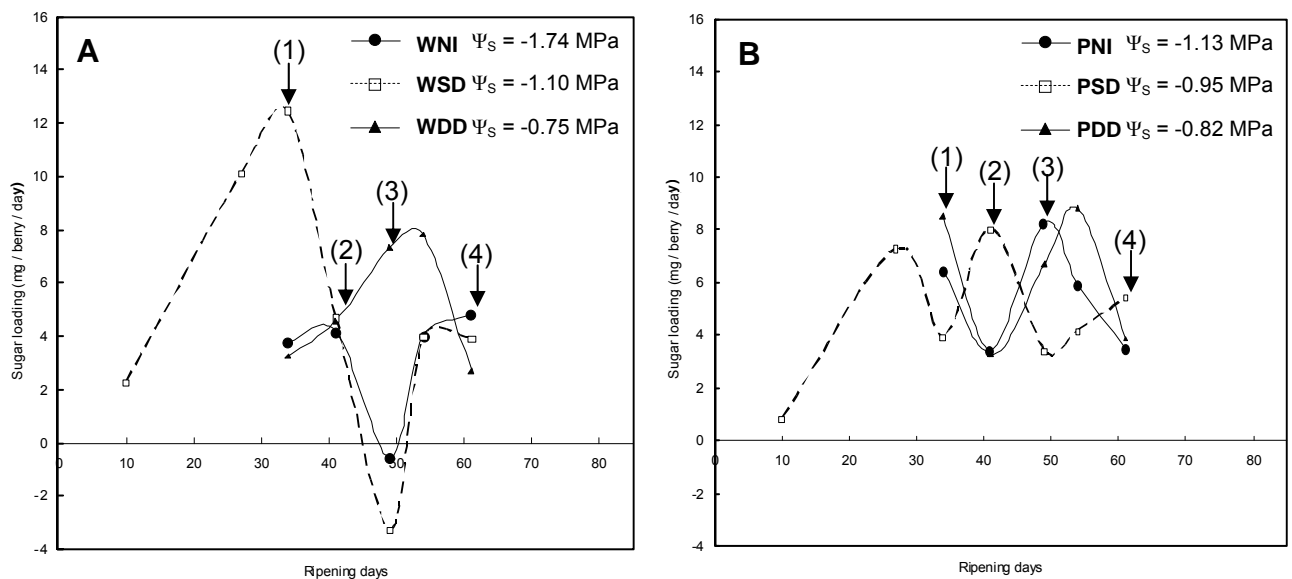 A
WNI ΨS = -1.74 MPa
WSD ΨS = -1.10 MPa
WDD ΨS = -0.75 MPa
(1)
(2)
(3)
(4)
Sugar loading (mg / berry / day)
16
14
12
10
8
6
4
2
0
-2
-4
0 10 20 30 40 50 60 70 80
Ripening days
B
PNI ΨS = -1.13 MPa
PSD ΨS = -0.95 MPa
PDD ΨS = -0.82 MPa
(1)
(2)
(3)
(4)
Sugar loading (mg / berry / day)
16
14
12
10
8
6
4
2
0
-2
-4
0 10 20 30 40 50 60 70 80
Ripening days